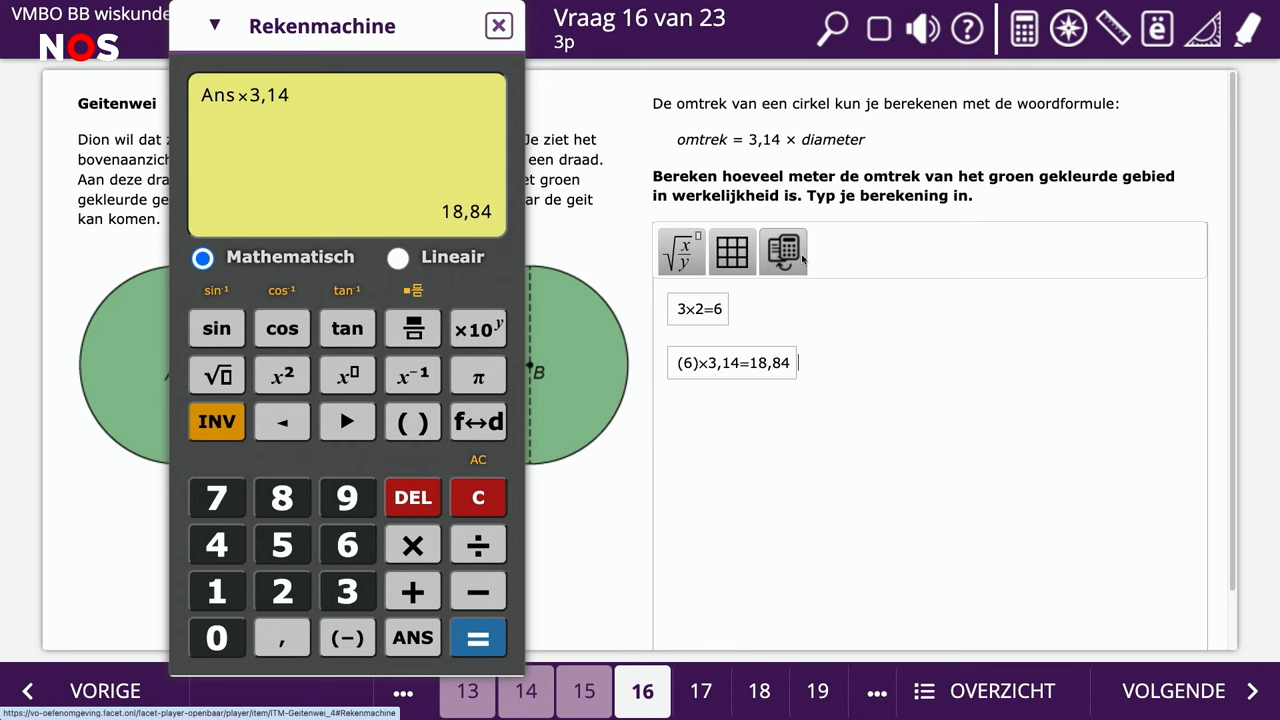 VMBO BB wiskunde
NOS
Rekenmachine
Vraag 16 van 23
3p
Ans×3,14
18,84
Mathematisch
Lineair
sin⁻¹ cos⁻¹ tan⁻¹
sin cos tan ×10ʸ
√ x² x x⁻¹ π
INV ( ) f↔d
AC
7 8 9 DEL C
4 5 6 × ÷
1 2 3 + −
0 , (−) ANS =
Geitenwei
Dion wil dat
Je ziet het
bovenaanzich
een draad.
Aan deze dra
et groen
gekleurde ge
ar de geit
kan komen.
B
De omtrek van een cirkel kun je berekenen met de woordformule:
omtrek = 3,14 × diameter
Bereken hoeveel meter de omtrek van het groen gekleurde gebied
in werkelijkheid is. Typ je berekening in.
√x/y
3×2=6
(6)×3,14=18,84
VORIGE ... 13 14 15 16 17 18 19 ... OVERZICHT VOLGENDE
https://vo-oefenomgeving.facet.onl/facet-player-openbaar/player/item/ITM-Geitenwei_4#Rekenmachine